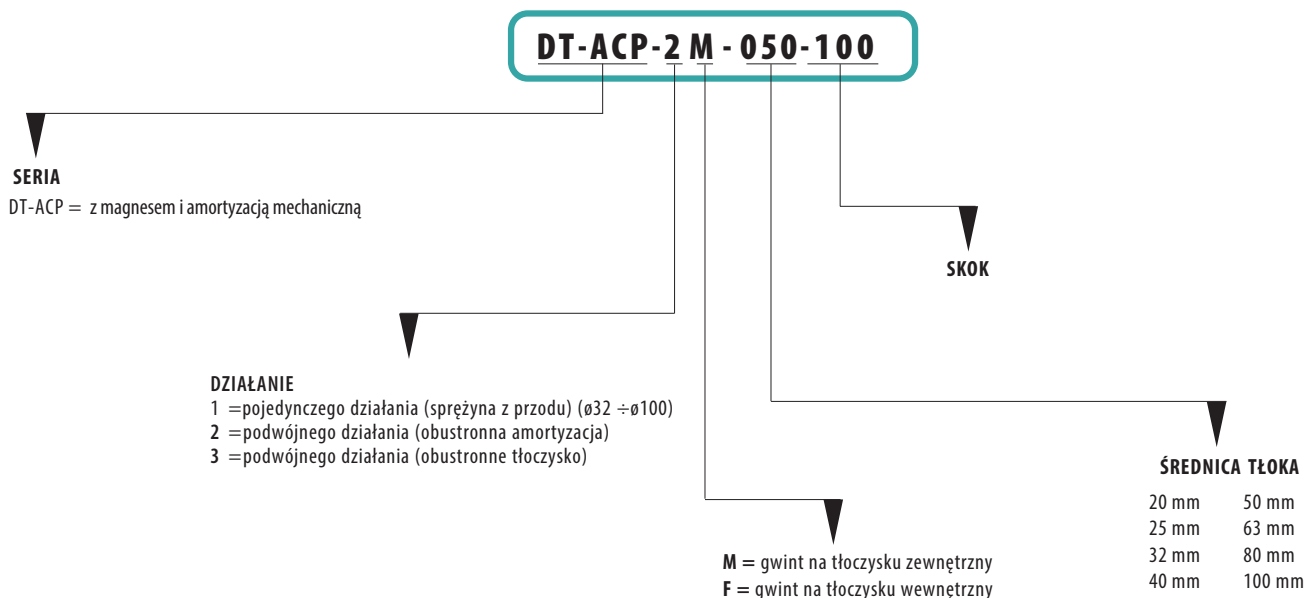 DT-ACP-2 M - 050-100
SERIA
DT-ACP = z magnesem i amortyzacją mechaniczną
SKOK
DZIAŁANIE
1 =pojedynczego działania (sprężyna z przodu) (ø32 ÷ø100)
2 =podwójnego działania (obustronna amortyzacja)
3 =podwójnego działania (obustronne tłoczysko)
ŚREDNICA TŁOKA
20 mm 50 mm
25 mm 63 mm
32 mm 80 mm
40 mm 100 mm
M = gwint na tłoczysku zewnętrzny
F = gwint na tłoczysku wewnętrzny